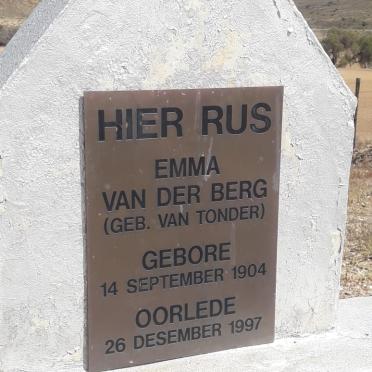 HIER RUS
EMMA
VAN DER BERG
(GEB. VAN TONDER)
GEBORE
14 SEPTEMBER 1904
OORLEDE
26 DESEMBER 1997